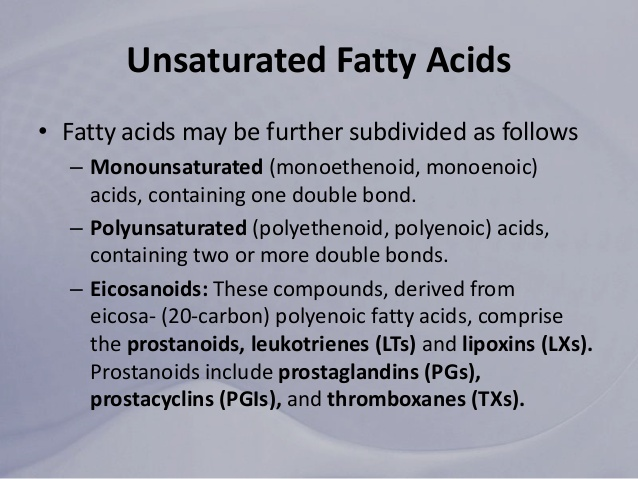 Unsaturated Fatty Acids
• Fatty acids may be further subdivided as follows
– Monounsaturated (monoethenoid, monoenoic)
acids, containing one double bond.
– Polyunsaturated (polyethenoid, polyenoic) acids,
containing two or more double bonds.
– Eicosanoids: These compounds, derived from
eicosa- (20-carbon) polyenoic fatty acids, comprise
the prostanoids, leukotrienes (LTs) and lipoxins (LXs).
Prostanoids include prostaglandins (PGs),
prostacyclins (PGIs), and thromboxanes (TXs).